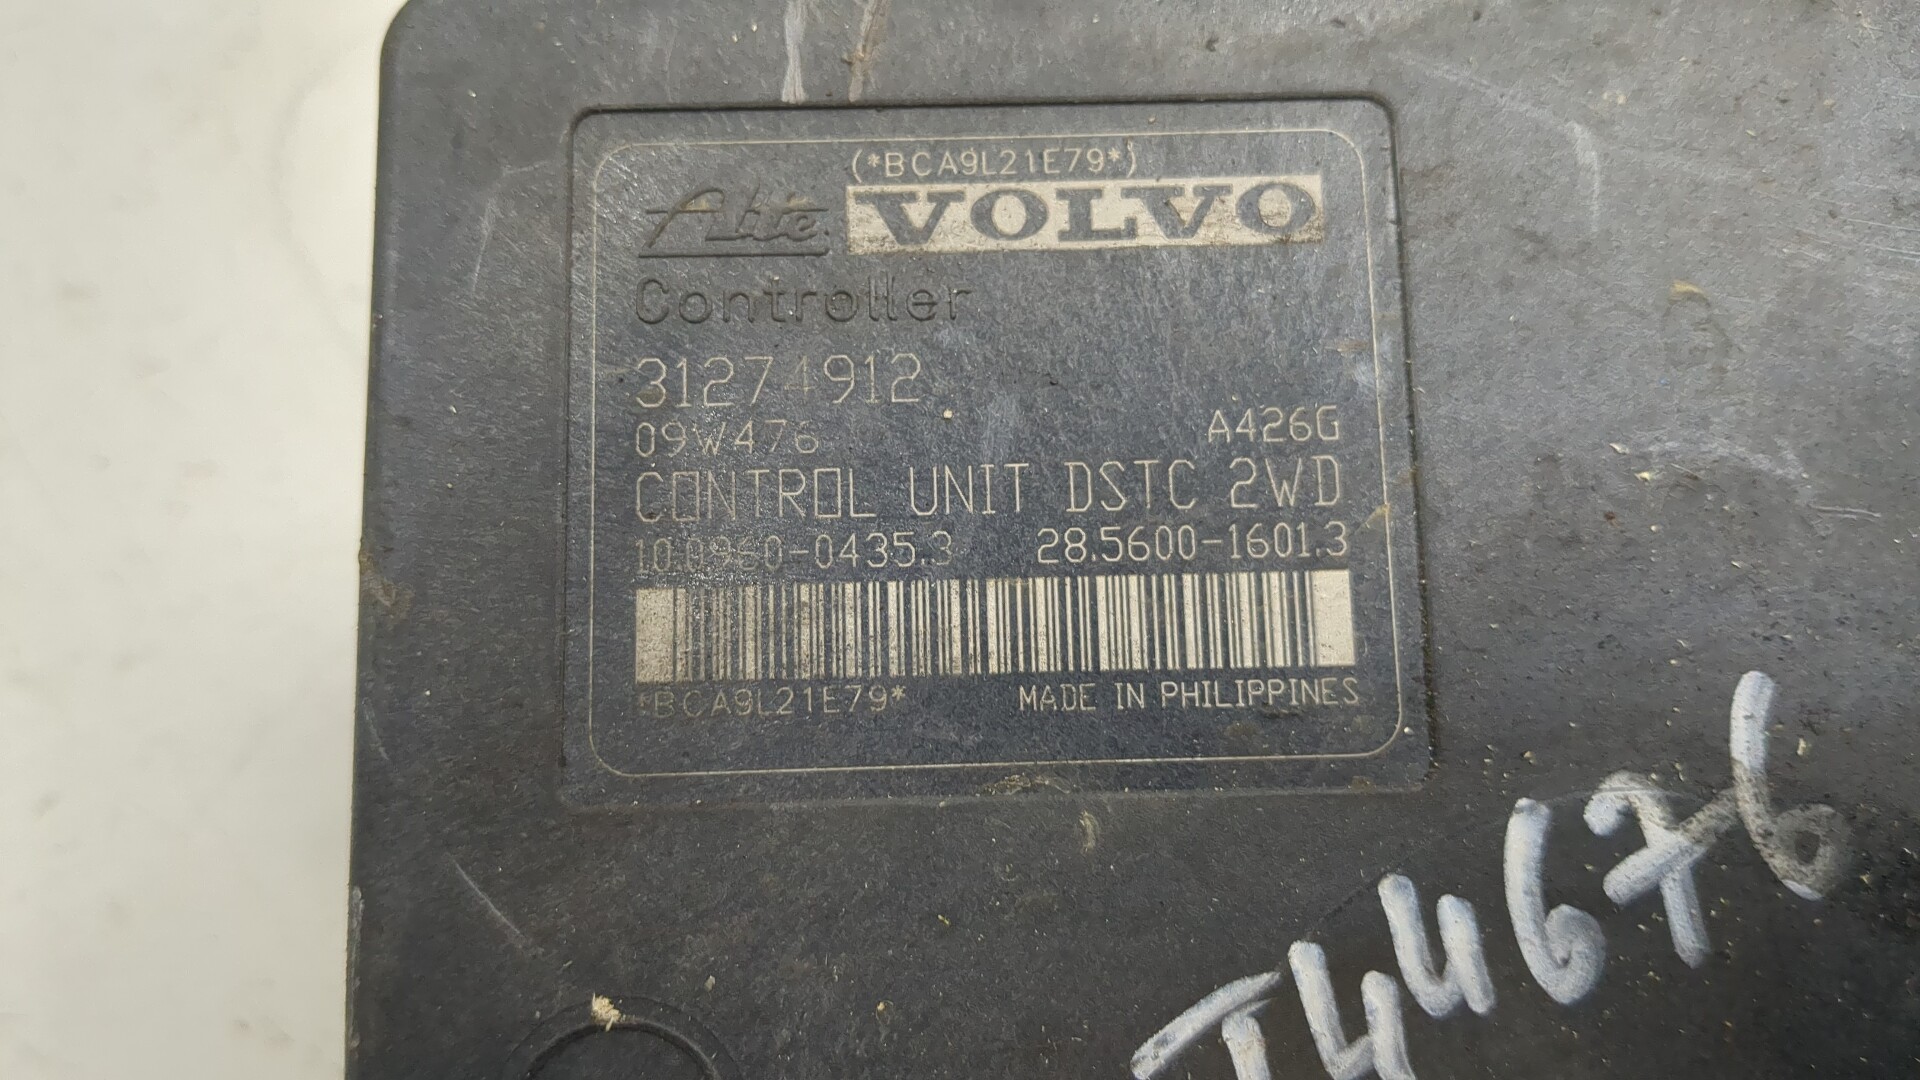 (*BCA9L21E79*)
Ate VOLVO
Controller
31274912
09W476 A426G
CONTROL UNIT DSTC 2WD
10.0960-0435.3 28.5600-1601.3
*BCA9L21E79* MADE IN PHILIPPINES
T44676